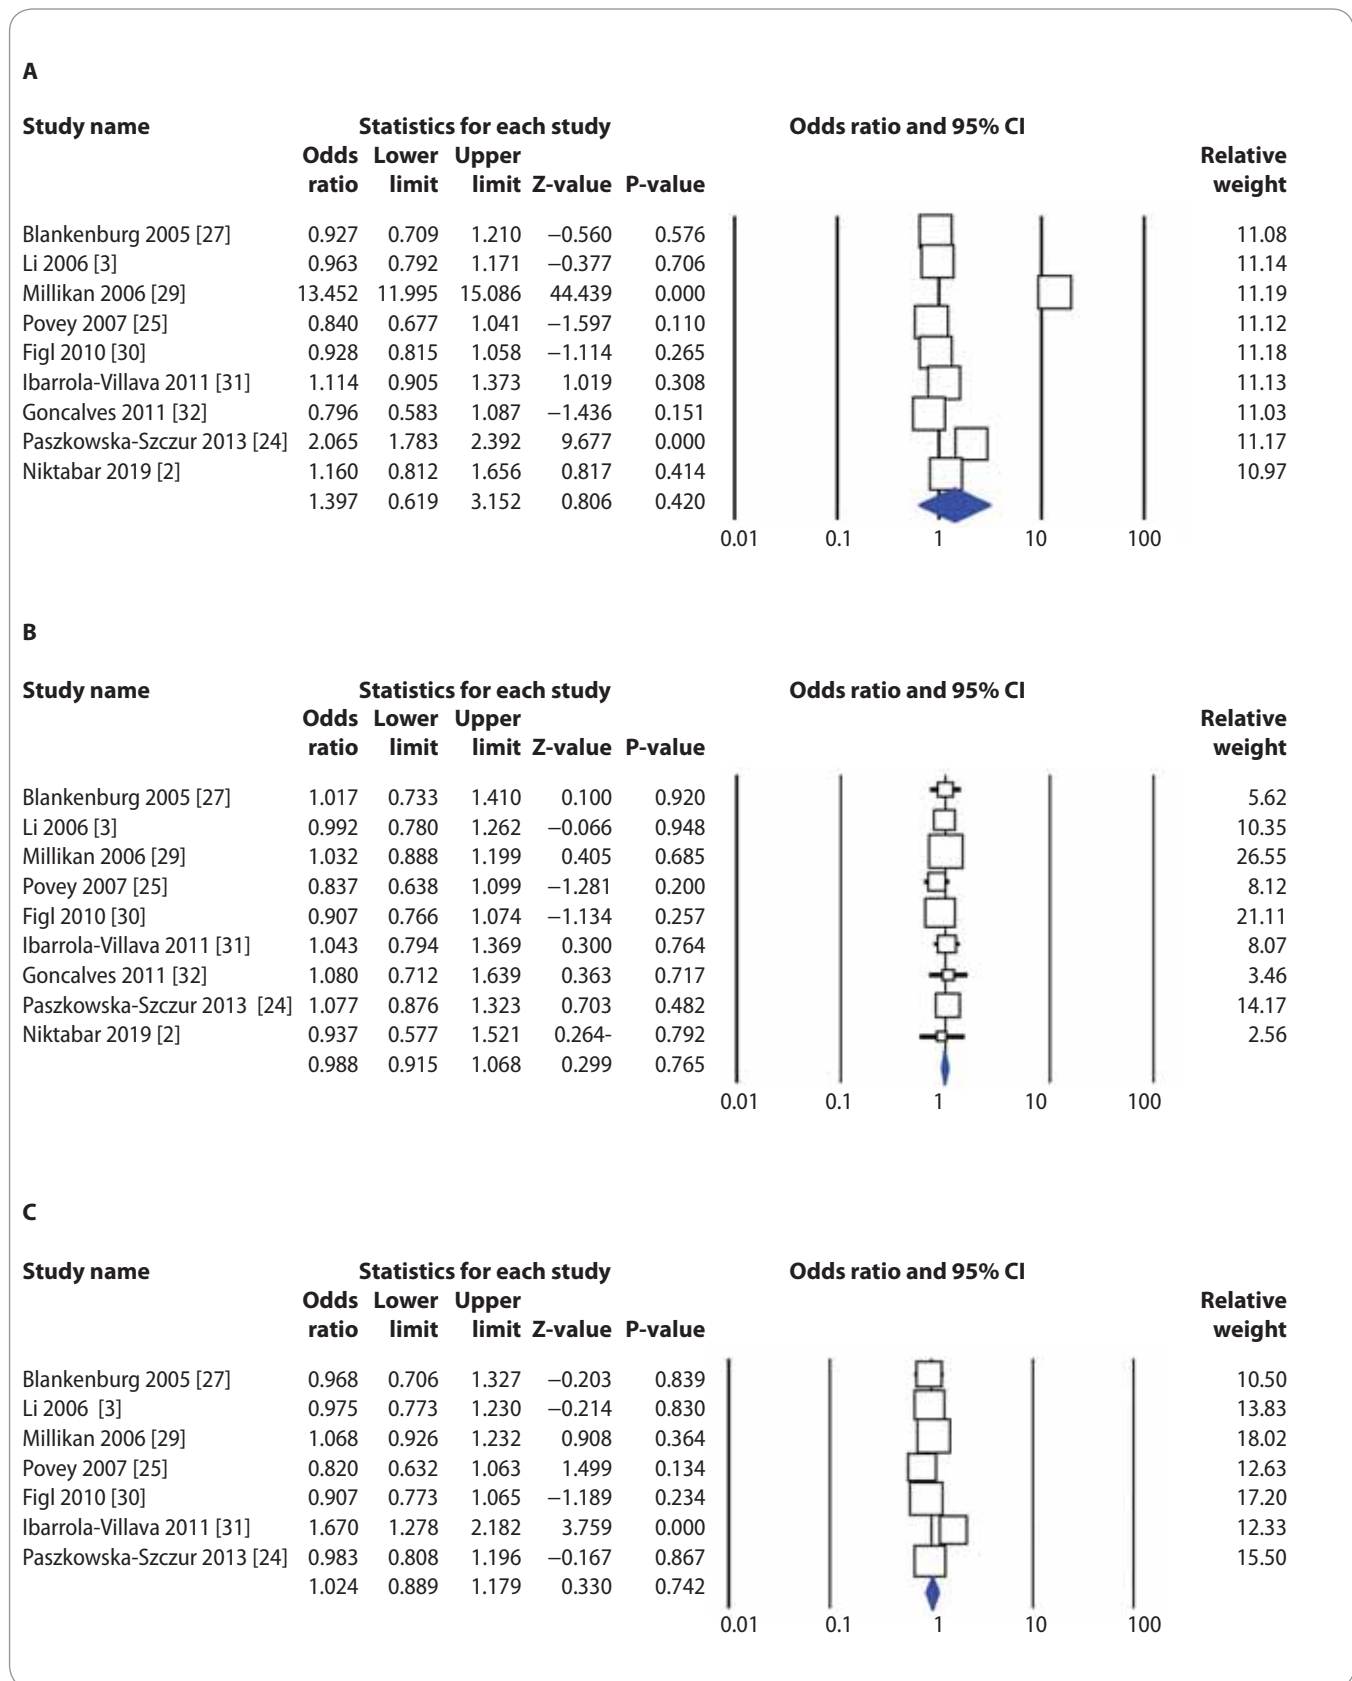 A
Study name Statistics for each study Odds ratio and 95% CI
Odds Lower Upper Relative
ratio limit limit Z-value P-value weight
Blankenburg 2005 [27] 0.927 0.709 1.210 −0.560 0.576 11.08
Li 2006 [3] 0.963 0.792 1.171 −0.377 0.706 11.14
Millikan 2006 [29] 13.452 11.995 15.086 44.439 0.000 11.19
Povey 2007 [25] 0.840 0.677 1.041 −1.597 0.110 11.12
Figl 2010 [30] 0.928 0.815 1.058 −1.114 0.265 11.18
Ibarrola-Villava 2011 [31] 1.114 0.905 1.373 1.019 0.308 11.13
Goncalves 2011 [32] 0.796 0.583 1.087 −1.436 0.151 11.03
Paszkowska-Szczur 2013 [24] 2.065 1.783 2.392 9.677 0.000 11.17
Niktabar 2019 [2] 1.160 0.812 1.656 0.817 0.414 10.97
1.397 0.619 3.152 0.806 0.420
0.01 0.1 1 10 100
B
Study name Statistics for each study Odds ratio and 95% CI
Odds Lower Upper Relative
ratio limit limit Z-value P-value weight
Blankenburg 2005 [27] 1.017 0.733 1.410 0.100 0.920 5.62
Li 2006 [3] 0.992 0.780 1.262 −0.066 0.948 10.35
Millikan 2006 [29] 1.032 0.888 1.199 0.405 0.685 26.55
Povey 2007 [25] 0.837 0.638 1.099 −1.281 0.200 8.12
Figl 2010 [30] 0.907 0.766 1.074 −1.134 0.257 21.11
Ibarrola-Villava 2011 [31] 1.043 0.794 1.369 0.300 0.764 8.07
Goncalves 2011 [32] 1.080 0.712 1.639 0.363 0.717 3.46
Paszkowska-Szczur 2013 [24] 1.077 0.876 1.323 0.703 0.482 14.17
Niktabar 2019 [2] 0.937 0.577 1.521 0.264- 0.792 2.56
0.988 0.915 1.068 0.299 0.765
0.01 0.1 1 10 100
C
Study name Statistics for each study Odds ratio and 95% CI
Odds Lower Upper Relative
ratio limit limit Z-value P-value weight
Blankenburg 2005 [27] 0.968 0.706 1.327 −0.203 0.839 10.50
Li 2006 [3] 0.975 0.773 1.230 −0.214 0.830 13.83
Millikan 2006 [29] 1.068 0.926 1.232 0.908 0.364 18.02
Povey 2007 [25] 0.820 0.632 1.063 1.499 0.134 12.63
Figl 2010 [30] 0.907 0.773 1.065 −1.189 0.234 17.20
Ibarrola-Villava 2011 [31] 1.670 1.278 2.182 3.759 0.000 12.33
Paszkowska-Szczur 2013 [24] 0.983 0.808 1.196 −0.167 0.867 15.50
1.024 0.889 1.179 0.330 0.742
0.01 0.1 1 10 100